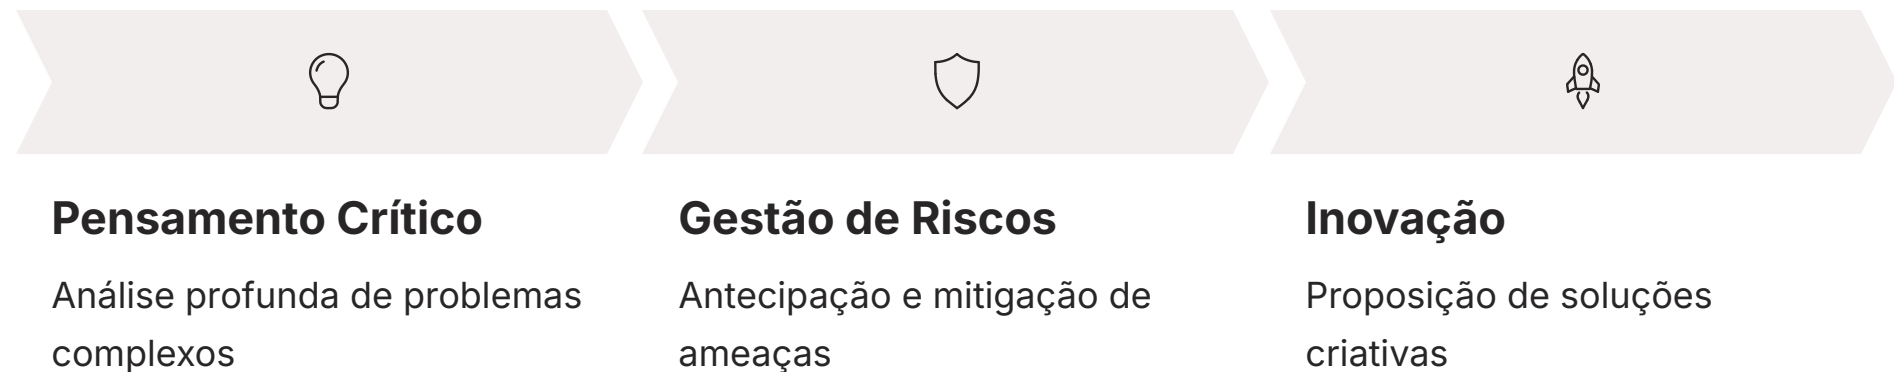 Pensamento Crítico
Análise profunda de problemas
complexos
Gestão de Riscos
Antecipação e mitigação de
ameaças
Inovação
Proposição de soluções
criativas